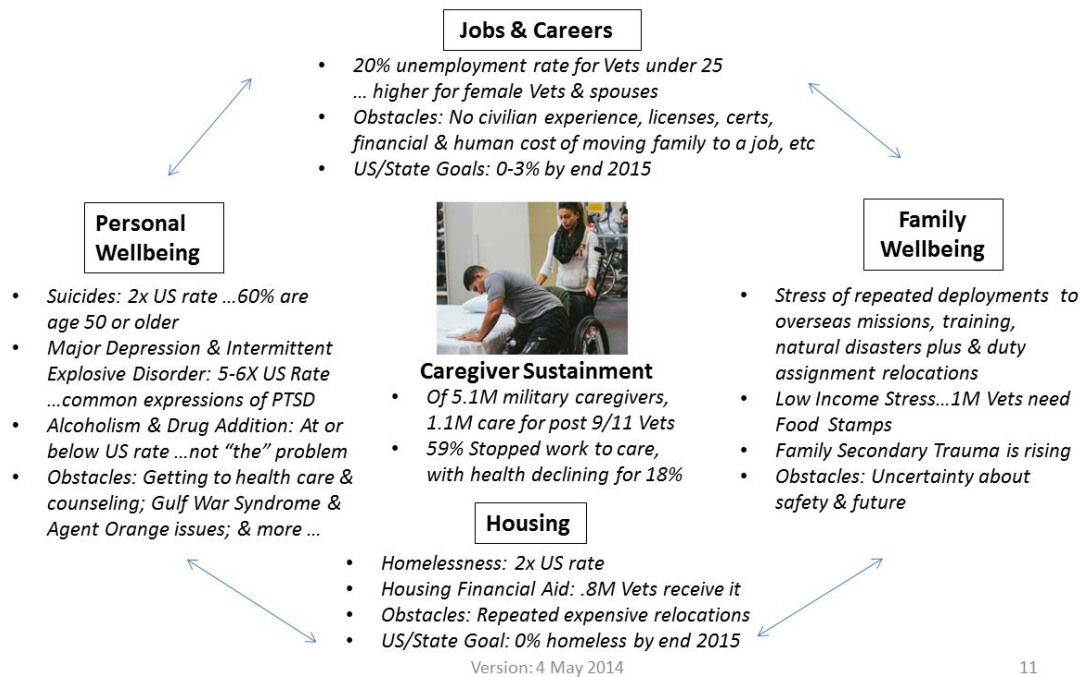 Jobs & Careers
• 20% unemployment rate for Vets under 25
… higher for female Vets & spouses
• Obstacles: No civilian experience, licenses, certs,
financial & human cost of moving family to a job, etc
• US/State Goals: 0-3% by end 2015
Personal
Wellbeing
• Suicides: 2x US rate …60% are
age 50 or older
• Major Depression & Intermittent
Explosive Disorder: 5-6X US Rate
…common expressions of PTSD
• Alcoholism & Drug Addition: At or
below US rate …not “the” problem
• Obstacles: Getting to health care &
counseling; Gulf War Syndrome &
Agent Orange issues; & more …
Caregiver Sustainment
• Of 5.1M military caregivers,
1.1M care for post 9/11 Vets
• 59% Stopped work to care,
with health declining for 18%
Family
Wellbeing
• Stress of repeated deployments to
overseas missions, training,
natural disasters plus & duty
assignment relocations
• Low Income Stress…1M Vets need
Food Stamps
• Family Secondary Trauma is rising
• Obstacles: Uncertainty about
safety & future
Housing
• Homelessness: 2x US rate
• Housing Financial Aid: .8M Vets receive it
• Obstacles: Repeated expensive relocations
• US/State Goal: 0% homeless by end 2015
Version: 4 May 2014
11